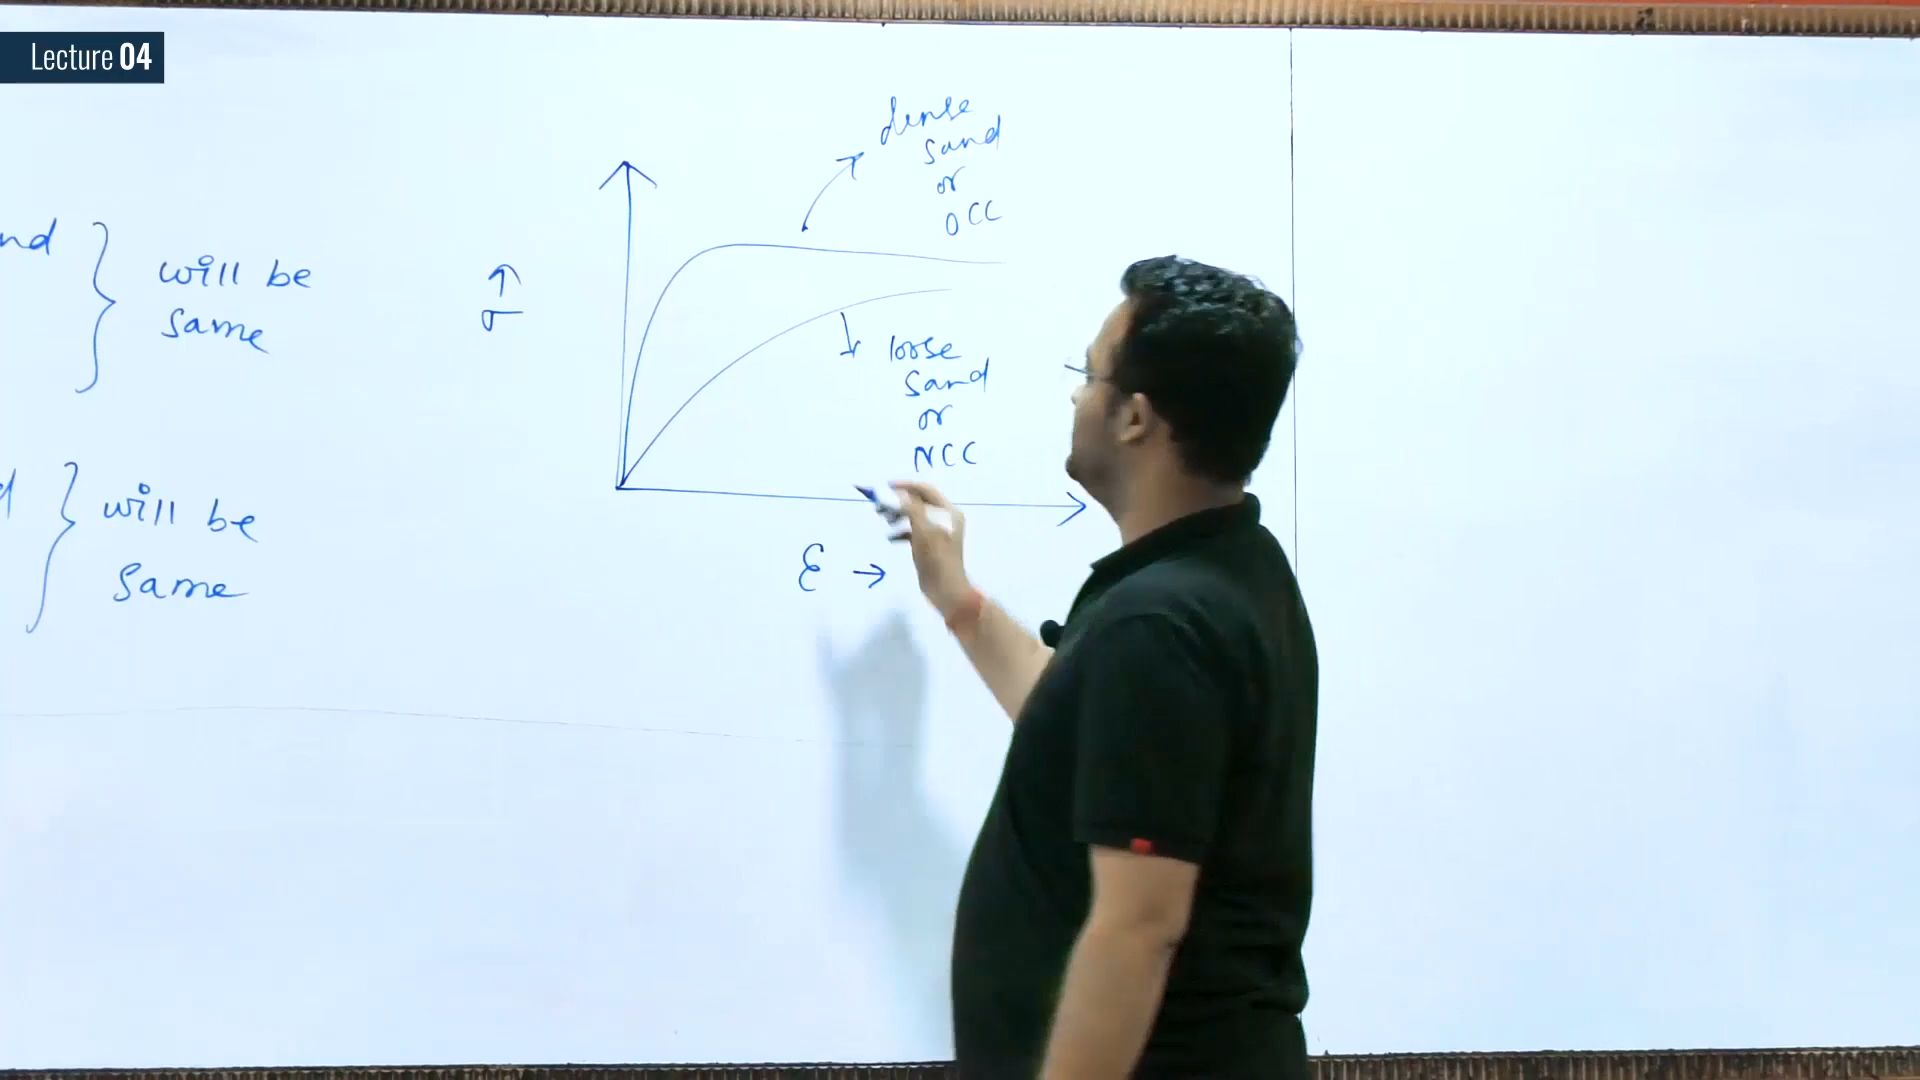 Lecture 04
nd } will be
same
} will be
same
dense
sand
or
OCC
↑
σ
loose
sand
or
NCC
ε →